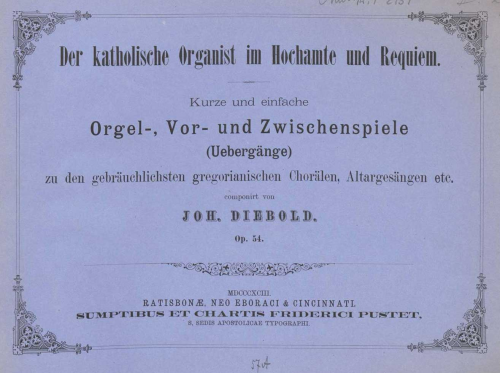 Der katholische Organist im Hochamte und Requiem.
Kurze und einfache
Orgel-, Vor- und Zwischenspiele
(Uebergänge)
zu den gebräuchlichsten gregorianischen Chorälen, Altargesängen etc.
componirt von
JOH. DIEBOLD.
Op. 54.
MDCCCXCIII.
RATISBONÆ, NEO EBORACI & CINCINNATI.
SUMPTIBUS ET CHARTIS FRIDERICI PUSTET,
S. SEDIS APOSTOLICAE TYPOGRAPHI.